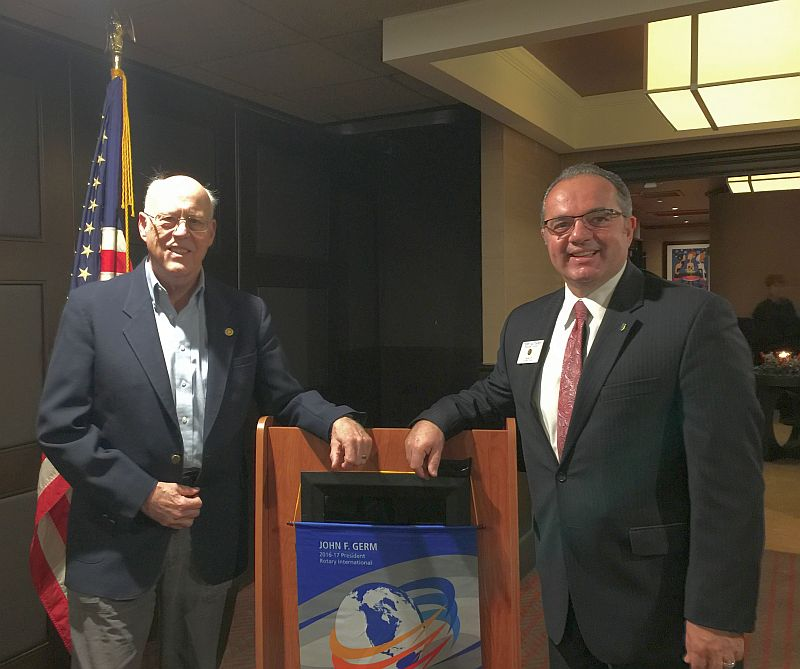 JOHN F. GERM
2016-17 President
Rotary International